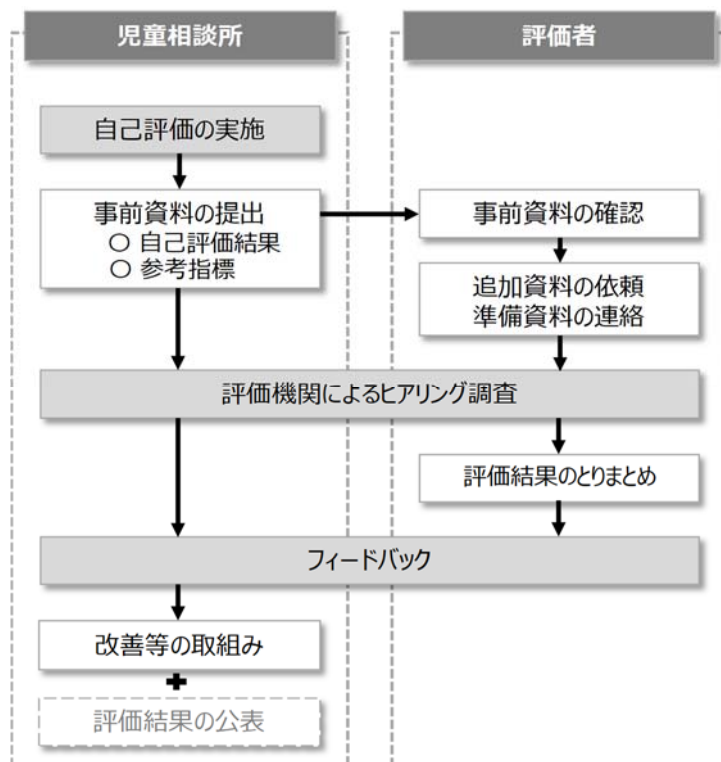 児童相談所
評価者
自己評価の実施
事前資料の提出
○ 自己評価結果
○ 参考指標
事前資料の確認
追加資料の依頼
準備資料の連絡
評価機関によるヒアリング調査
評価結果のとりまとめ
フィードバック
改善等の取組み
+
評価結果の公表